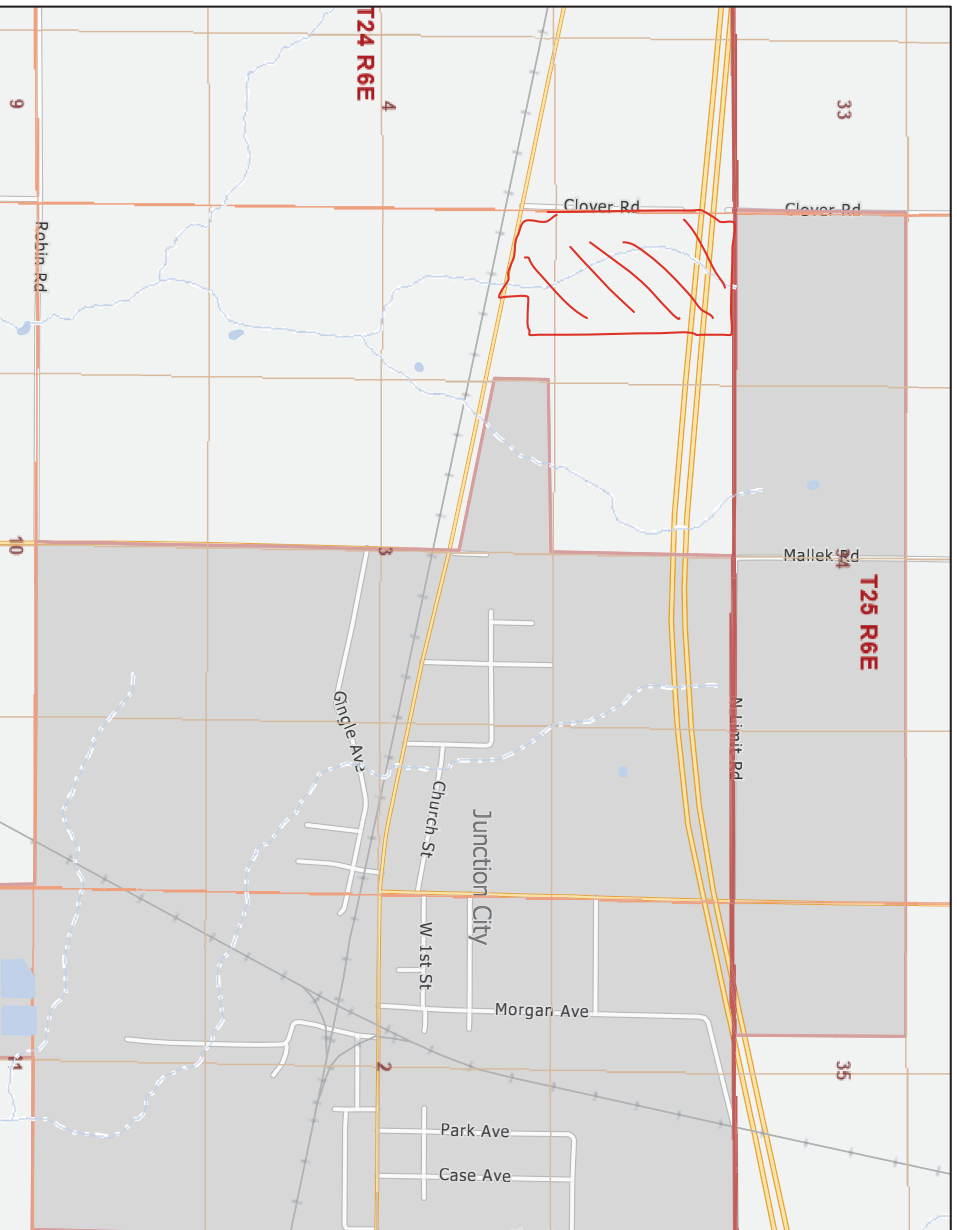 T24 R6E
9
4
33
Clover Rd
Clover Rd
Robin Rd
10
3
Mallek Rd
34
T25 R6E
Gingle Ave
N Limit Rd
Church St
Junction City
W 1st St
Morgan Ave
11
2
35
Park Ave
Case Ave